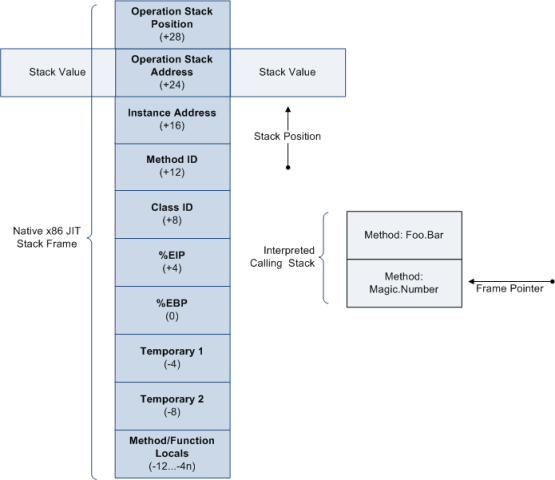 Operation Stack
Position
(+28)
Stack Value
Operation Stack
Address
(+24)
Stack Value
Instance Address
(+16)
Stack Position
Method ID
(+12)
Class ID
(+8)
Native x86 JIT
Stack Frame
%EIP
(+4)
Interpreted
Calling Stack
Method: Foo.Bar
Method:
Magic.Number
Frame Pointer
%EBP
(0)
Temporary 1
(-4)
Temporary 2
(-8)
Method/Function
Locals
(-12...-4n)